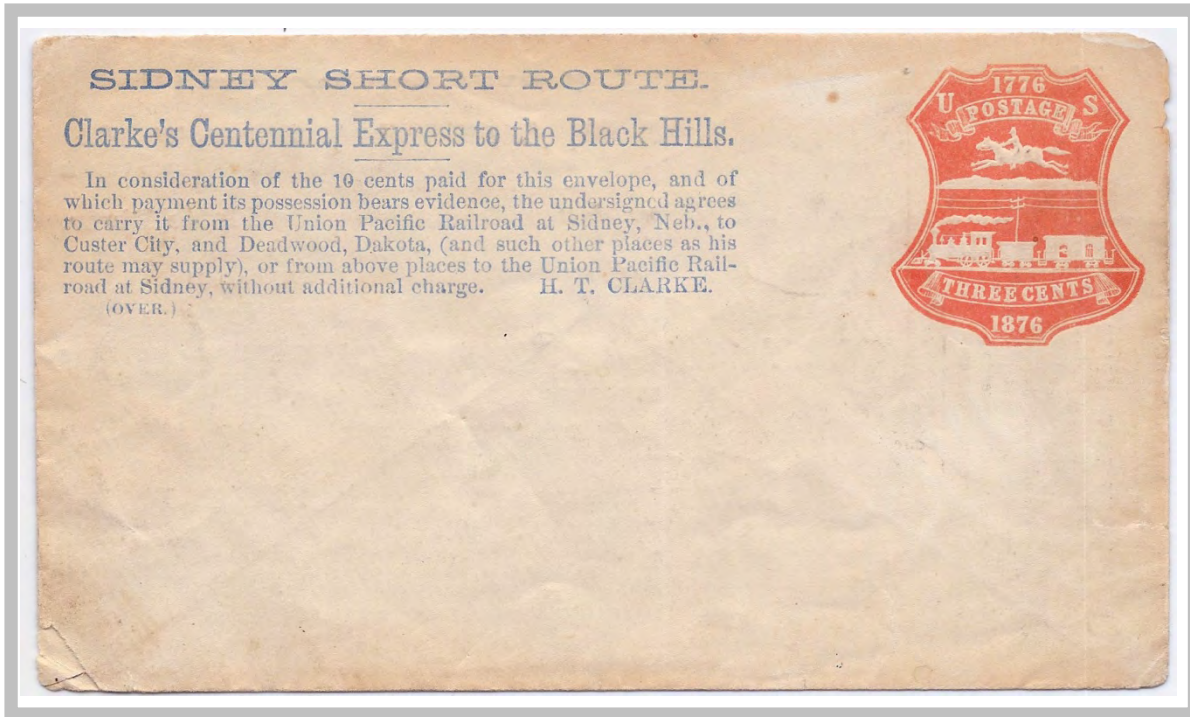 SIDNEY SHORT ROUTE.
Clarke's Centennial Express to the Black Hills.
In consideration of the 10 cents paid for this envelope, and of
which payment its possession bears evidence, the undersigned agrees
to carry it from the Union Pacific Railroad at Sidney, Neb., to
Custer City, and Deadwood, Dakota, (and such other places as his
route may supply), or from above places to the Union Pacific Rail-
road at Sidney, without additional charge. H. T. CLARKE.
(OVER.)
1776
U POSTAGE S
THREE CENTS
1876